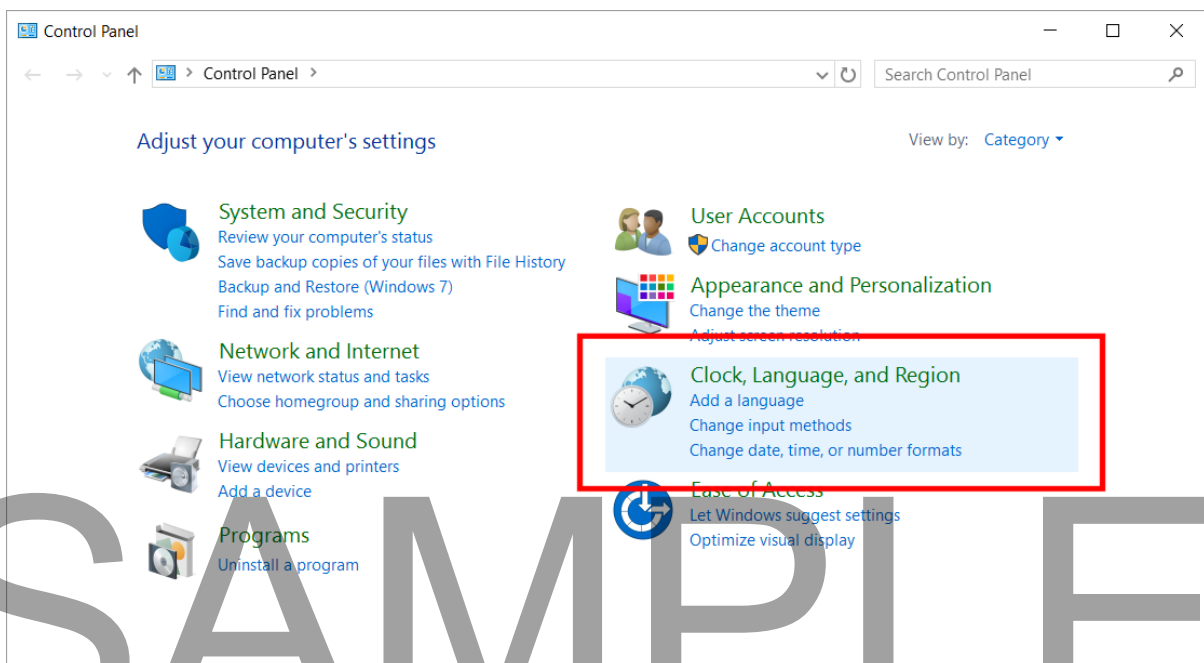 Control Panel
Control Panel
Search Control Panel
Adjust your computer's settings
View by: Category
System and Security
Review your computer's status
Save backup copies of your files with File History
Backup and Restore (Windows 7)
Find and fix problems
Network and Internet
View network status and tasks
Choose homegroup and sharing options
Hardware and Sound
View devices and printers
Add a device
Programs
Uninstall a program
User Accounts
Change account type
Appearance and Personalization
Change the theme
Adjust screen resolution
Clock, Language, and Region
Add a language
Change input methods
Change date, time, or number formats
Ease of Access
Let Windows suggest settings
Optimize visual display
SAMPLE